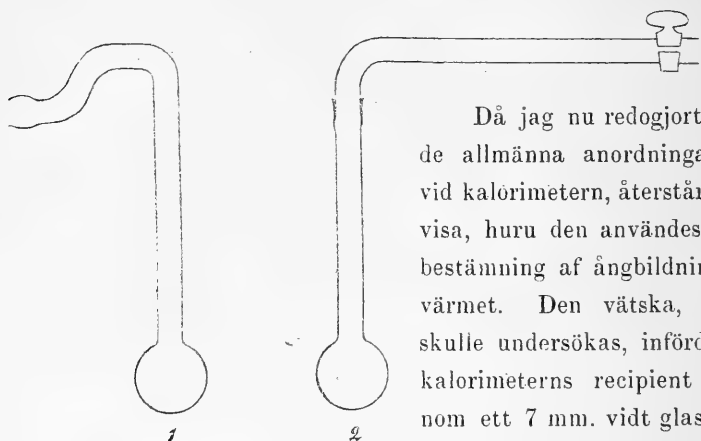 Då jag nu redogjort
de allmänna anordninga
vid kalorimetern, återstår
visa, huru den användes
bestämning af ångbildnin
värmet. Den vätska,
skulle undersökas, införd
kalorimeterns recipient
nom ett 7 mm. vidt glas
1 2